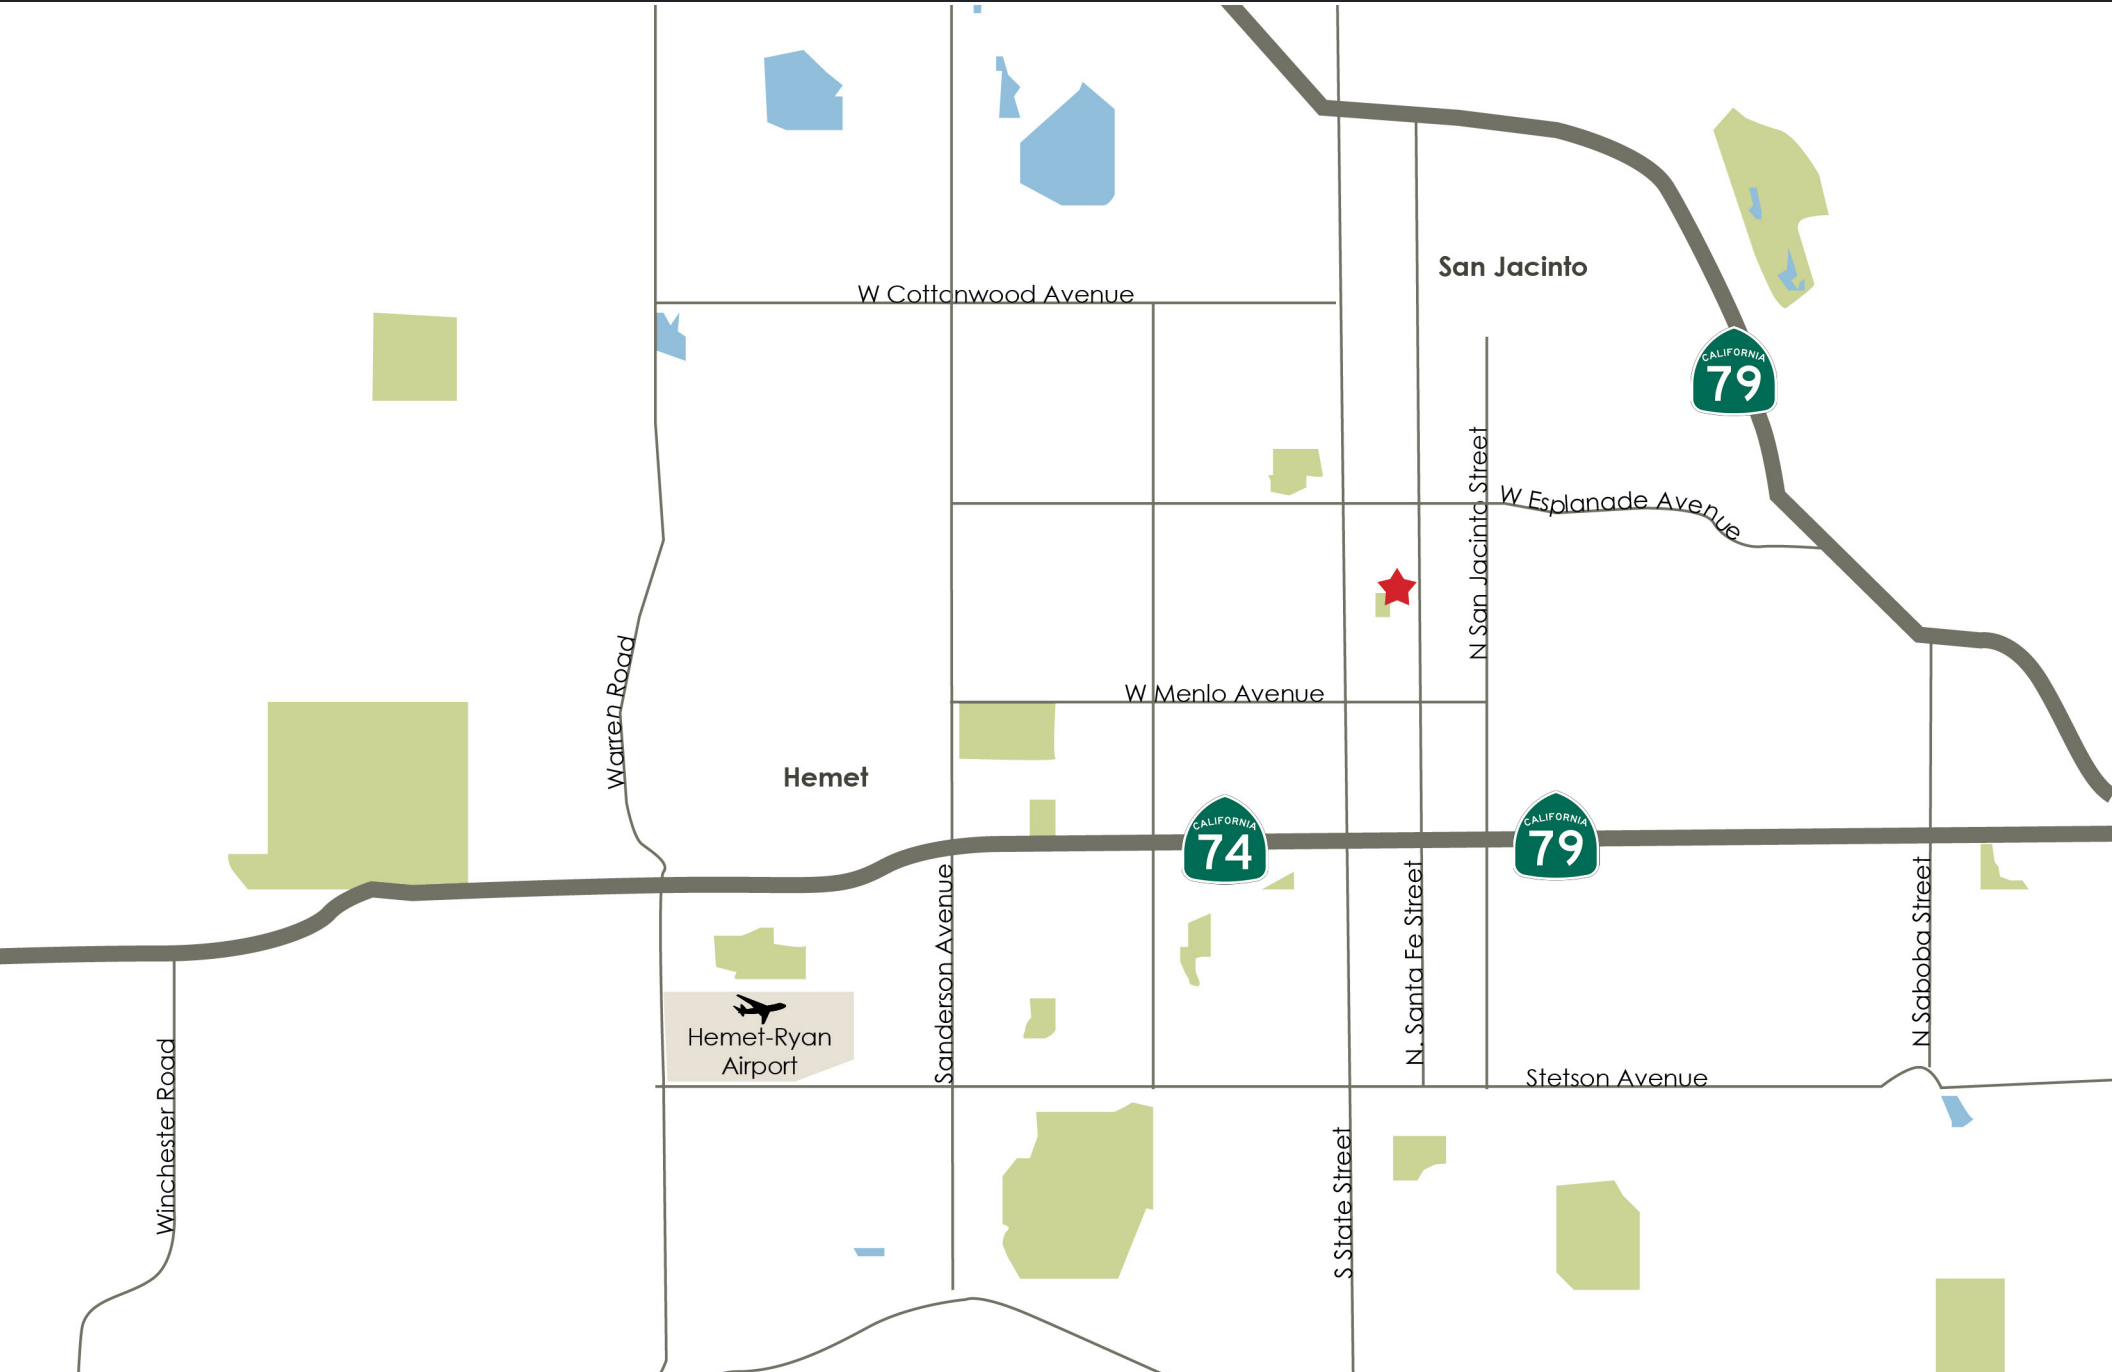 San Jacinto
W Cottonwood Avenue
CALIFORNIA
79
N San Jacinto Street
W Esplanade Avenue
Warren Road
W Menlo Avenue
Hemet
CALIFORNIA
74
CALIFORNIA
79
Sanderson Avenue
N. Santa Fe Street
N Saboba Street
Hemet-Ryan
Airport
Winchester Road
Stetson Avenue
S State Street